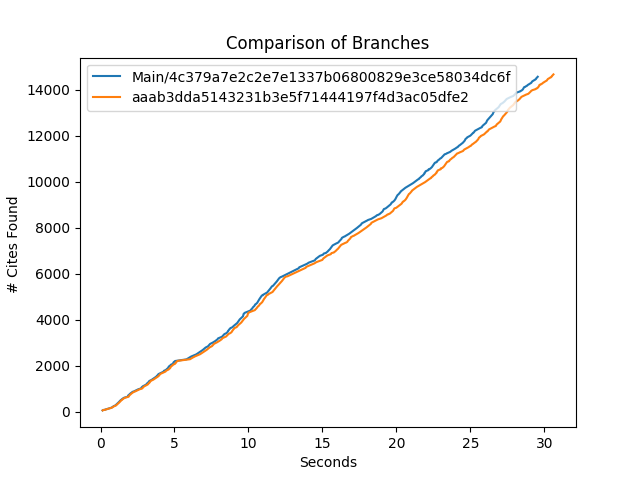 Comparison of Branches
Main/4c379a7e2c2e7e1337b06800829e3ce58034dc6f
aaab3dda5143231b3e5f71444197f4d3ac05dfe2
14000
12000
10000
8000
6000
4000
2000
0
# Cites Found
0 5 10 15 20 25 30
Seconds